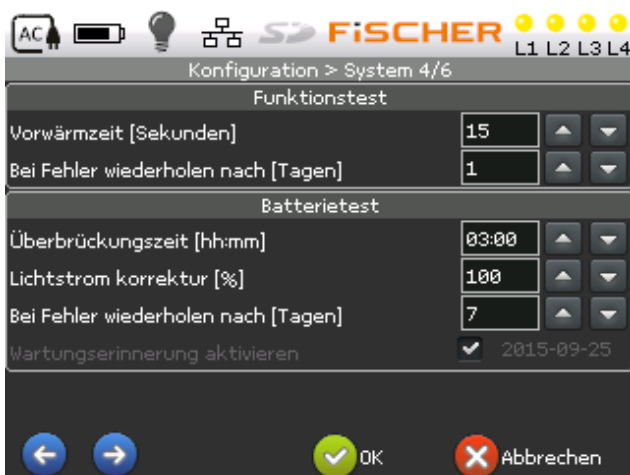 AC
SD
FiSCHER
L1 L2 L3 L4
Konfiguration > System 4/6
Funktionstest
Vorwärmzeit [Sekunden] 15
Bei Fehler wiederholen nach [Tagen] 1
Batterietest
Überbrückungszeit [hh:mm] 03:00
Lichtstrom korrektur [%] 100
Bei Fehler wiederholen nach [Tagen] 7
Wartungserinnerung aktivieren 2015-09-25
OK
Abbrechen